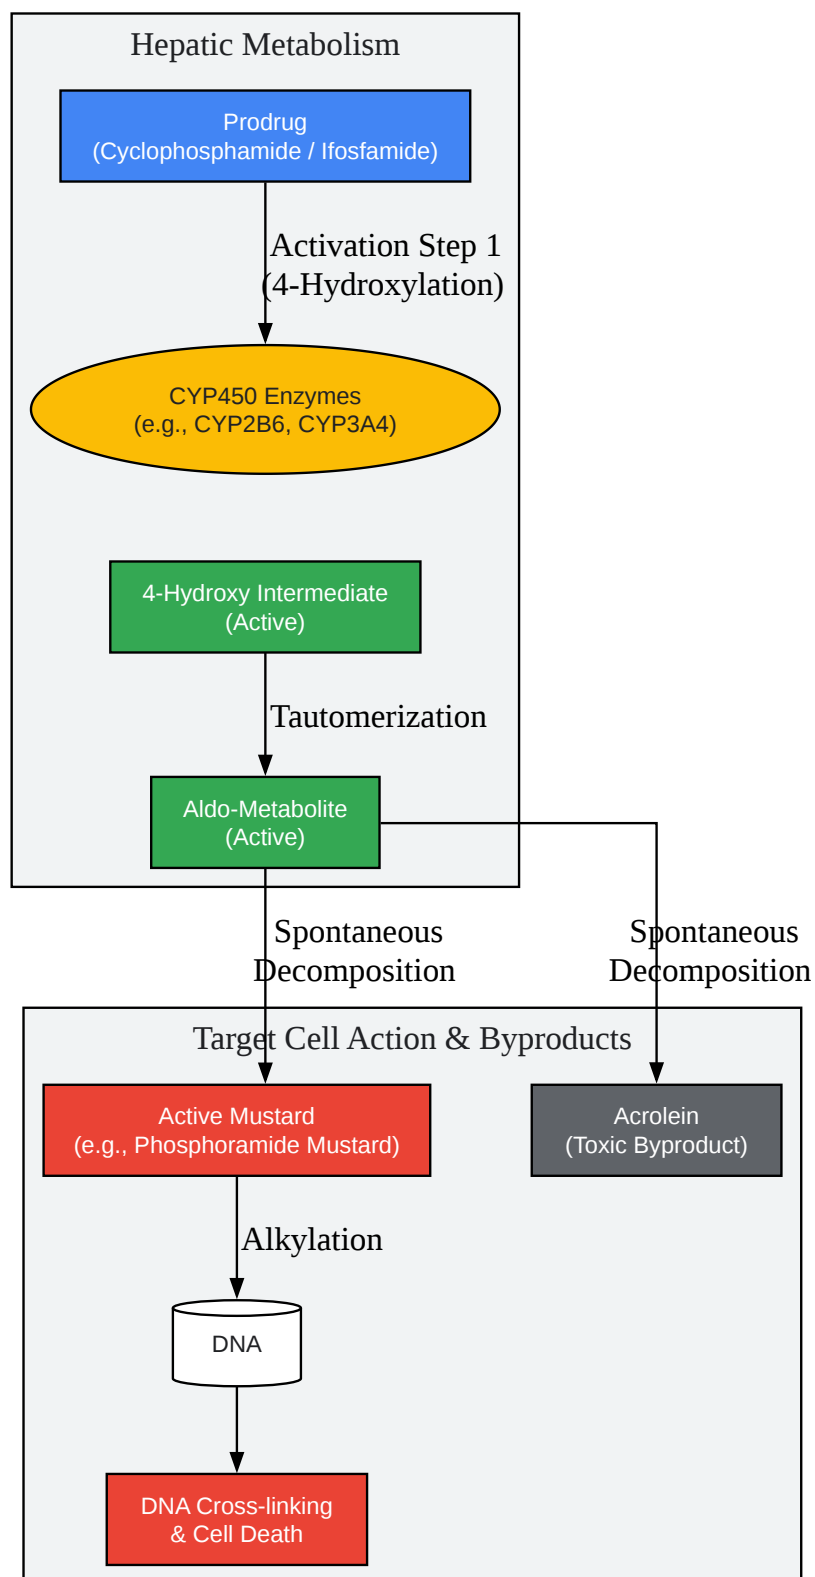 Hepatic Metabolism
Prodrug
(Cyclophosphamide / Ifosfamide)
Activation Step 1
(4-Hydroxylation)
CYP450 Enzymes
(e.g., CYP2B6, CYP3A4)
4-Hydroxy Intermediate
(Active)
Tautomerization
Aldo-Metabolite
(Active)
Spontaneous
Decomposition
Spontaneous
Decomposition
Target Cell Action & Byproducts
Active Mustard
(e.g., Phosphoramide Mustard)
Acrolein
(Toxic Byproduct)
Alkylation
DNA
DNA Cross-linking
& Cell Death